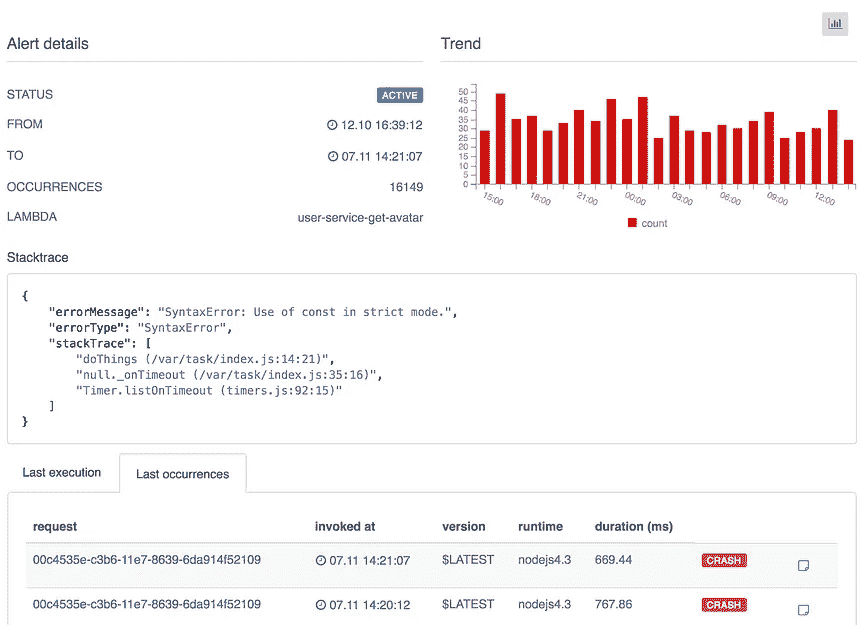 Alert details
Trend
STATUS
ACTIVE
FROM
12.10 16:39:12
TO
07.11 14:21:07
OCCURRENCES
16149
LAMBDA
user-service-get-avatar
50
45
40
35
30
25
20
15
10
5
0
15:00
18:00
21:00
00:00
03:00
06:00
09:00
12:00
count
Stacktrace
{
"errorMessage": "SyntaxError: Use of const in strict mode.",
"errorType": "SyntaxError",
"stackTrace": [
"doThings (/var/task/index.js:14:21)",
"null._onTimeout (/var/task/index.js:35:16)",
"Timer.listOnTimeout (timers.js:92:15)"
]
}
Last execution
Last occurrences
request invoked at version runtime duration (ms)
00c4535e-c3b6-11e7-8639-6da914f52109 07.11 14:21:07 $LATEST nodejs4.3 669.44 CRASH
00c4535e-c3b6-11e7-8639-6da914f52109 07.11 14:20:12 $LATEST nodejs4.3 767.86 CRASH